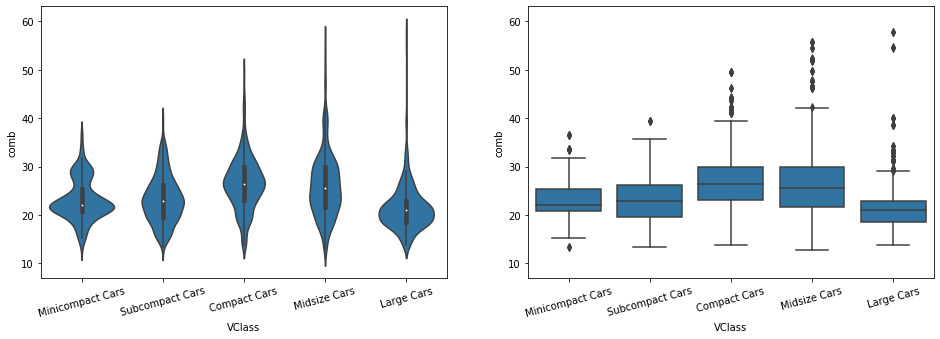 60
50
40
30
20
10
comb
Minicompact Cars
Subcompact Cars
Compact Cars
Midsize Cars
Large Cars
VClass
60
50
40
30
20
10
comb
Minicompact Cars
Subcompact Cars
Compact Cars
Midsize Cars
Large Cars
VClass